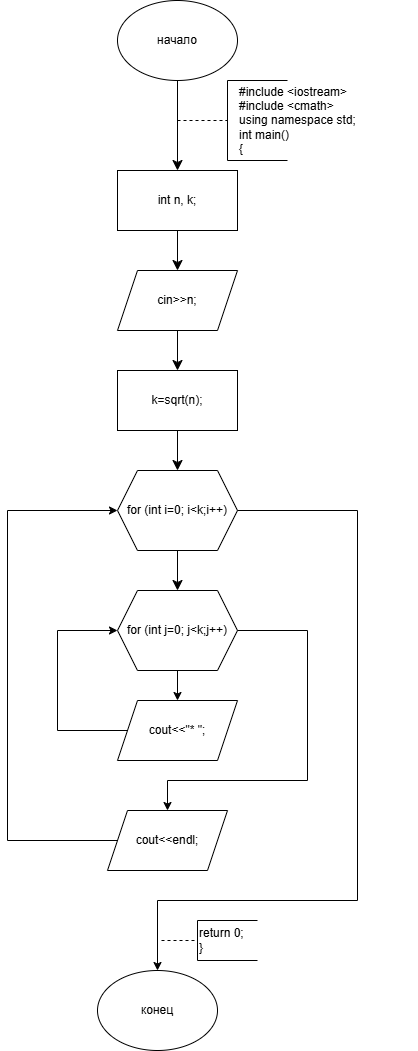 начало
#include <iostream>
#include <cmath>
using namespace std;
int main()
{
int n, k;
cin>>n;
k=sqrt(n);
for (int i=0; i<k;i++)
for (int j=0; j<k;j++)
cout<<"* ";
cout<<endl;
return 0;
}
конец